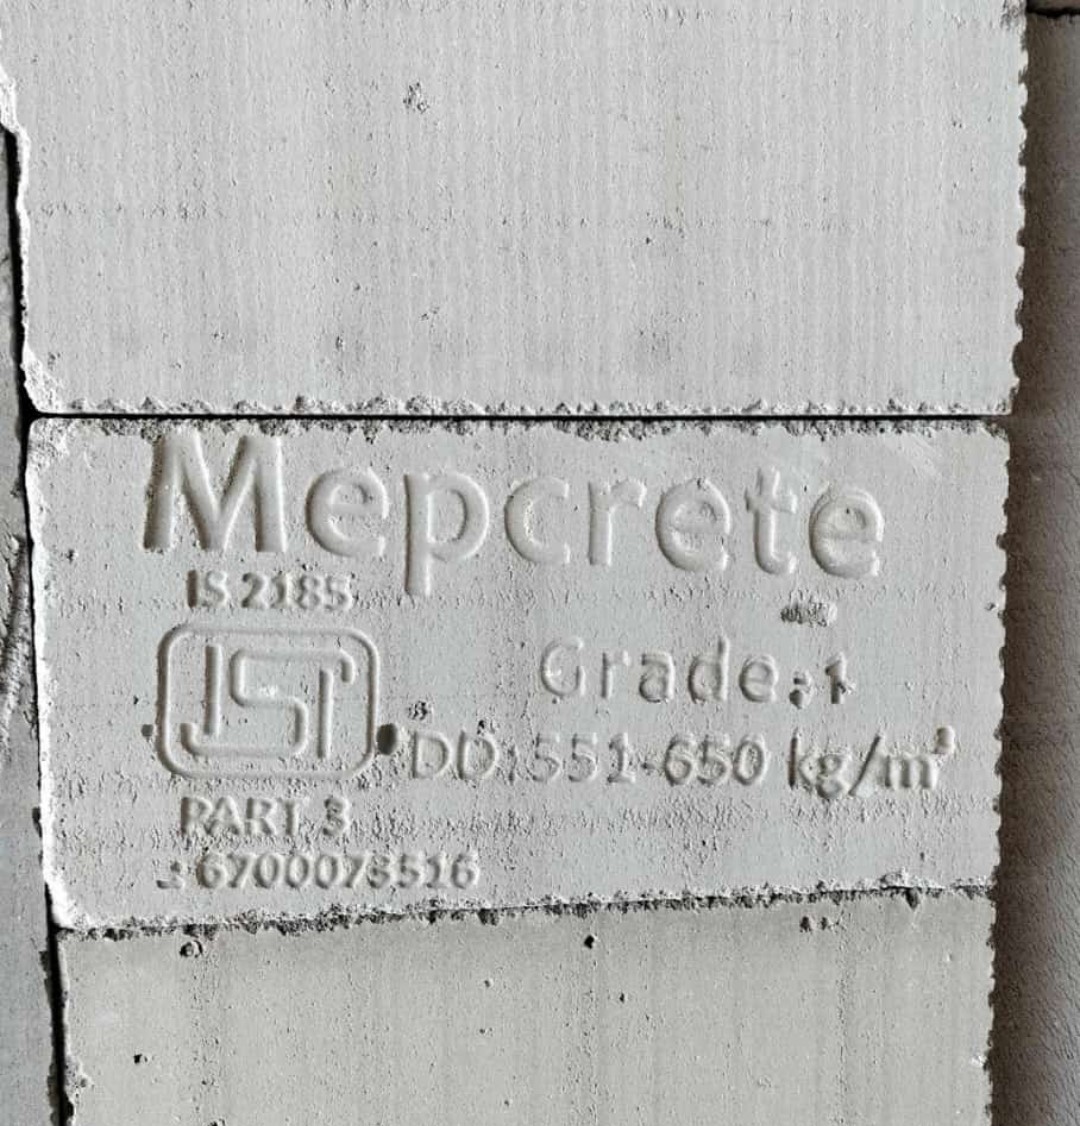 Mepcrete
IS 2185
ISI
Grade:1
DD:551-650 kg/m³
PART 3
:6700073516